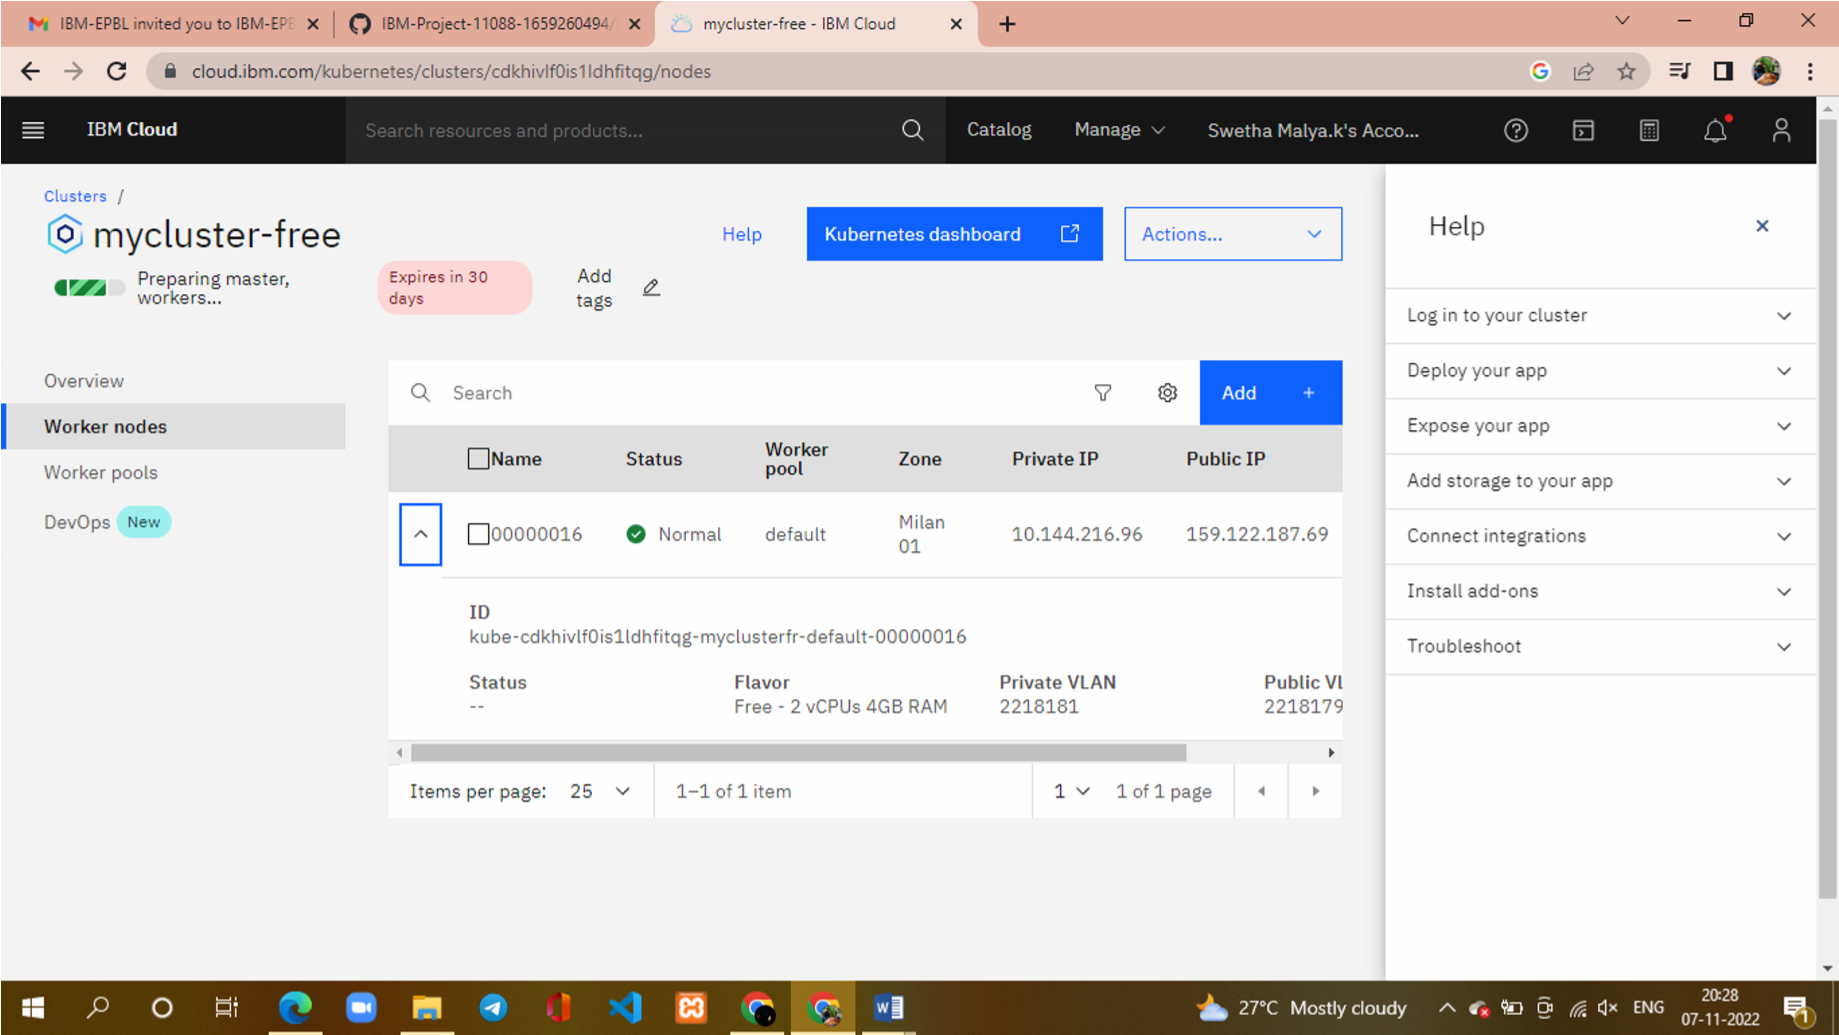 IBM-EPBL invited you to IBM-EPB
IBM-Project-11088-1659260494/
mycluster-free - IBM Cloud
cloud.ibm.com/kubernetes/clusters/cdkhivlf0is1ldhfitqg/nodes
IBM Cloud
Search resources and products...
Catalog
Manage
Swetha Malya.k's Acco...
Clusters /
mycluster-free
Help
Kubernetes dashboard
Actions...
Preparing master,
workers...
Expires in 30
days
Add
tags
Overview
Worker nodes
Worker pools
DevOps New
Search
Add +
Name Status Worker pool Zone Private IP Public IP
00000016 Normal default Milan 01 10.144.216.96 159.122.187.69
ID
kube-cdkhivlf0is1ldhfitqg-myclusterfr-default-00000016
Status Flavor Private VLAN Public VL
-- Free - 2 vCPUs 4GB RAM 2218181 2218179
Items per page: 25 1–1 of 1 item 1 1 of 1 page
Help
Log in to your cluster
Deploy your app
Expose your app
Add storage to your app
Connect integrations
Install add-ons
Troubleshoot
27°C Mostly cloudy
ENG
20:28
07-11-2022
1